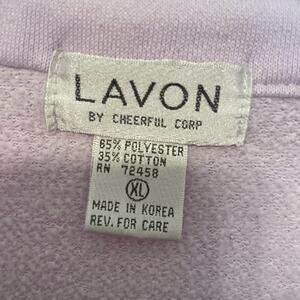 LAVON
BY CHEERFUL CORP
65% POLYESTER
35% COTTON
RN 72458
XL
MADE IN KOREA
REV. FOR CARE